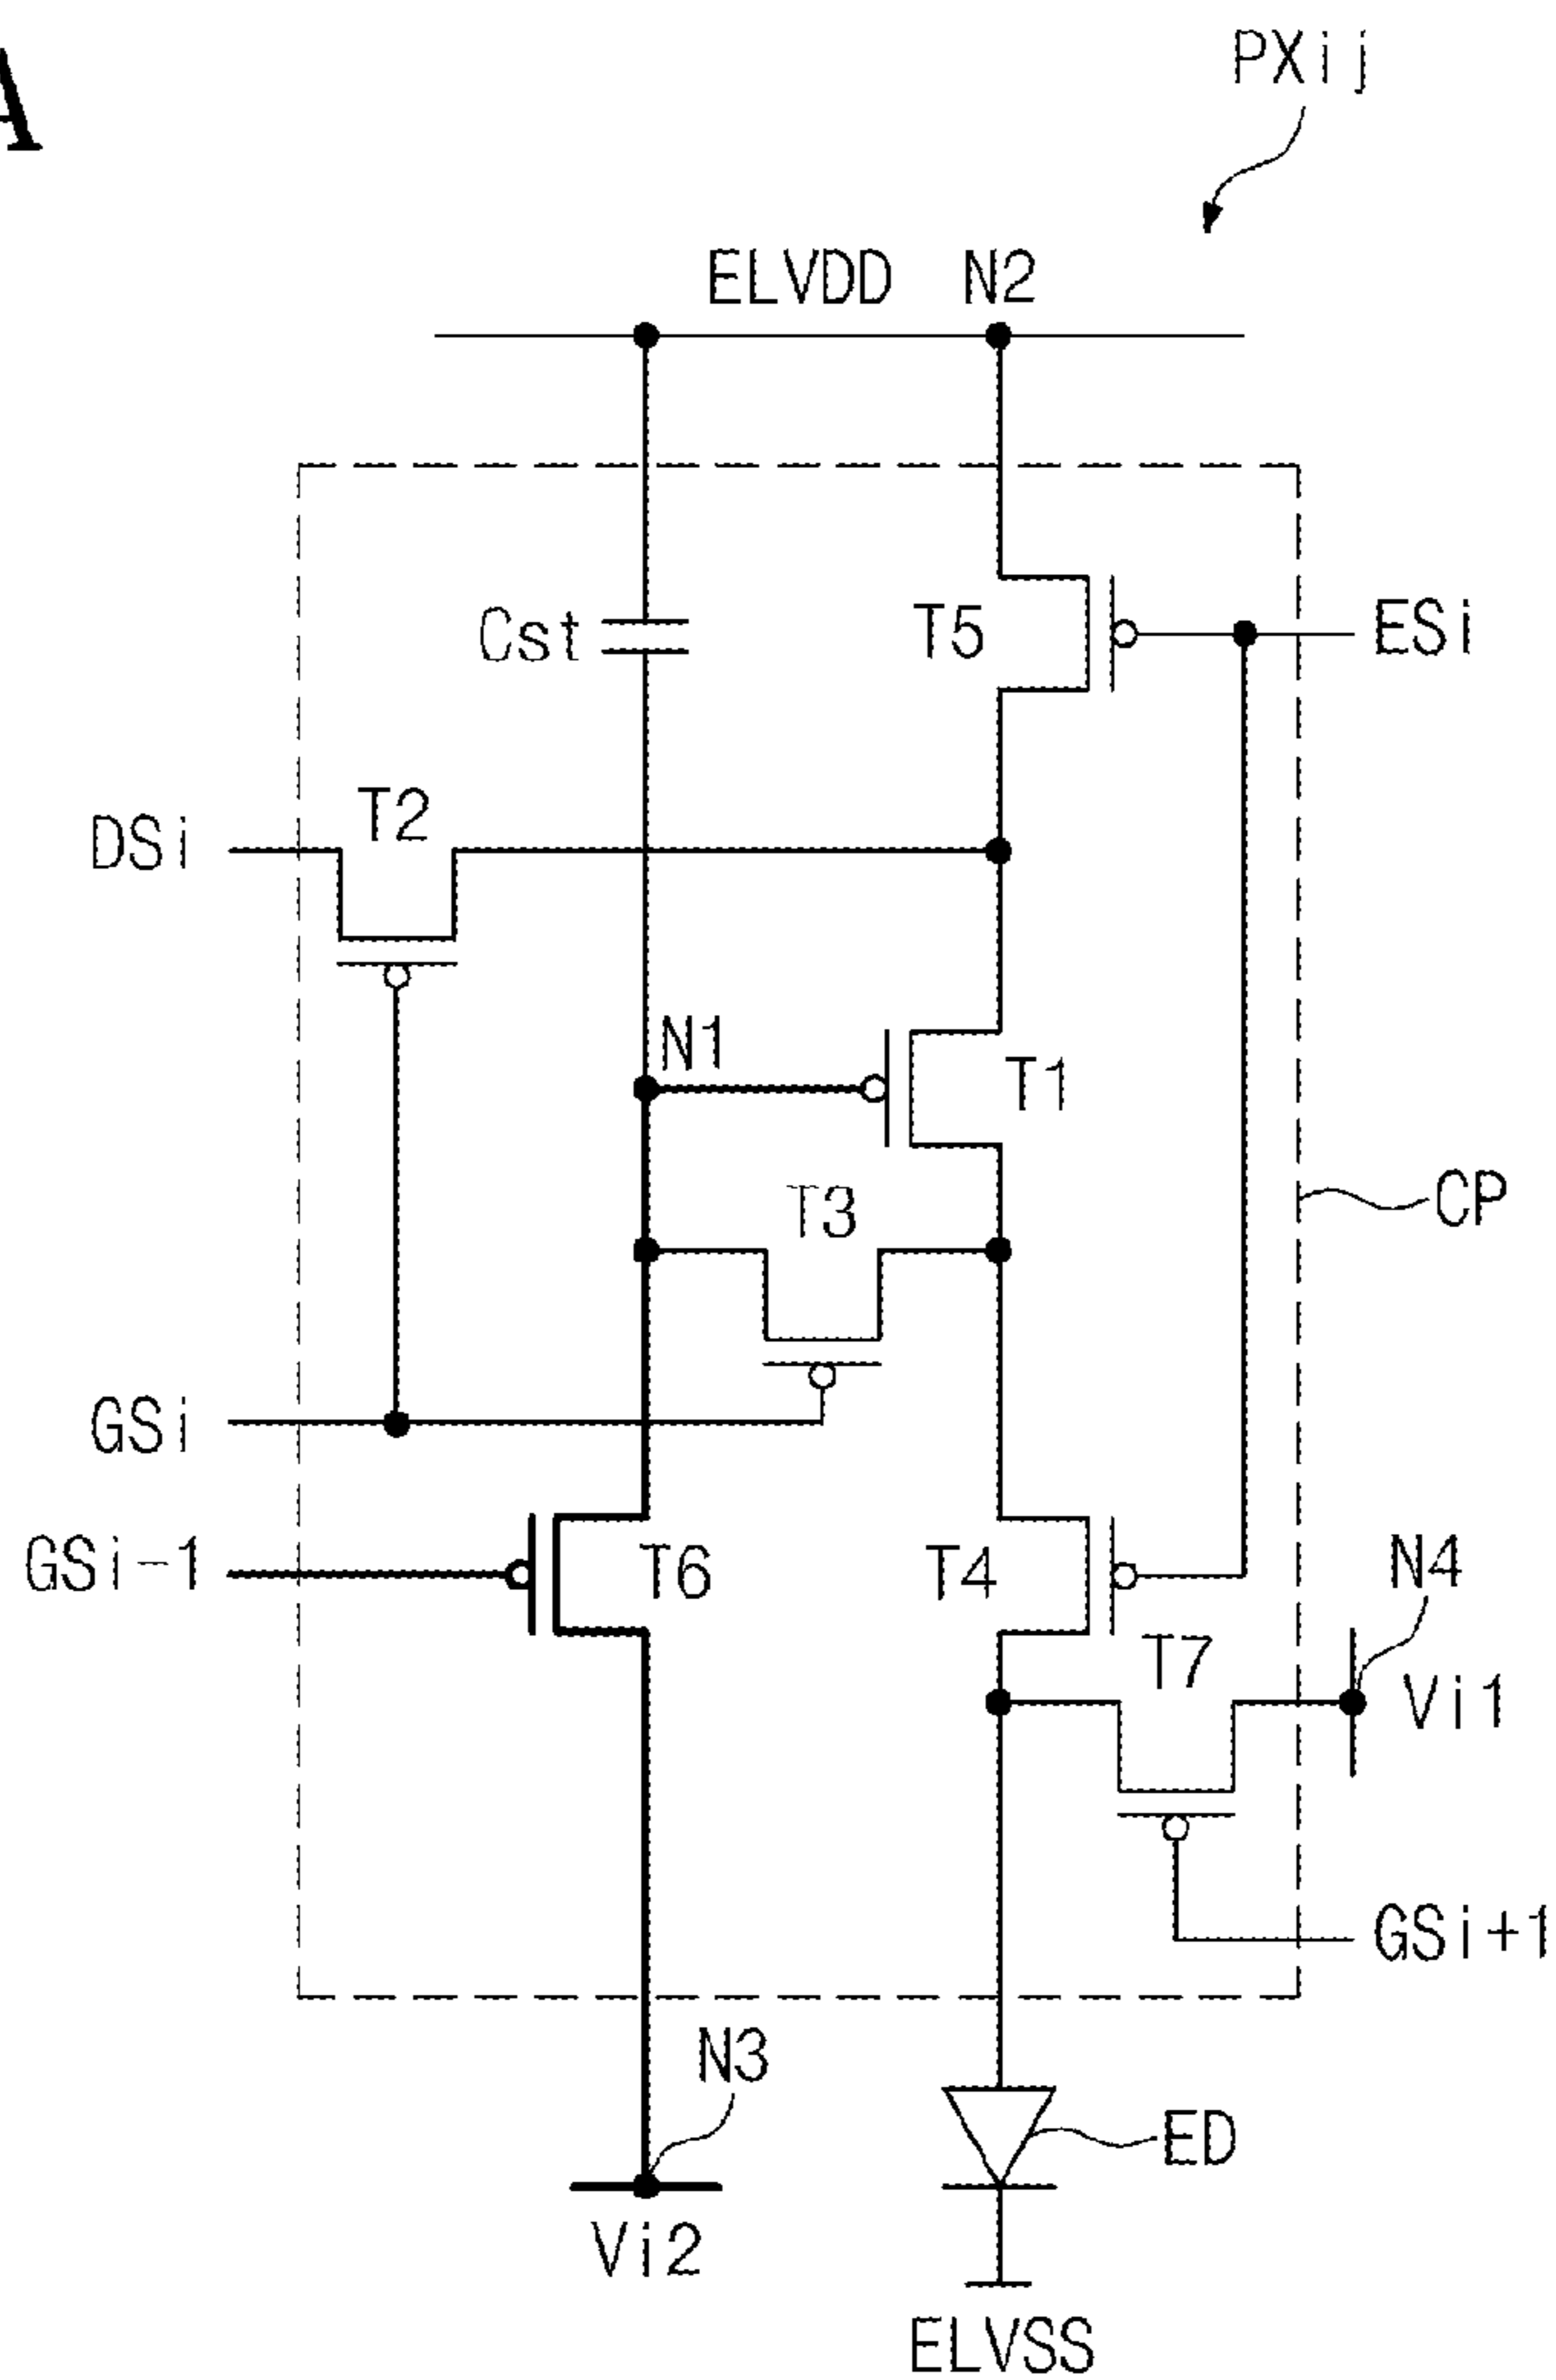 A
PXij
ELVDD N2
Cst
T5
ESi
T2
DSi
N1
T1
T3
CP
GSi
GSi-1
T6
T4
N4
T7
Vi1
GSi+1
N3
ED
Vi2
ELVSS